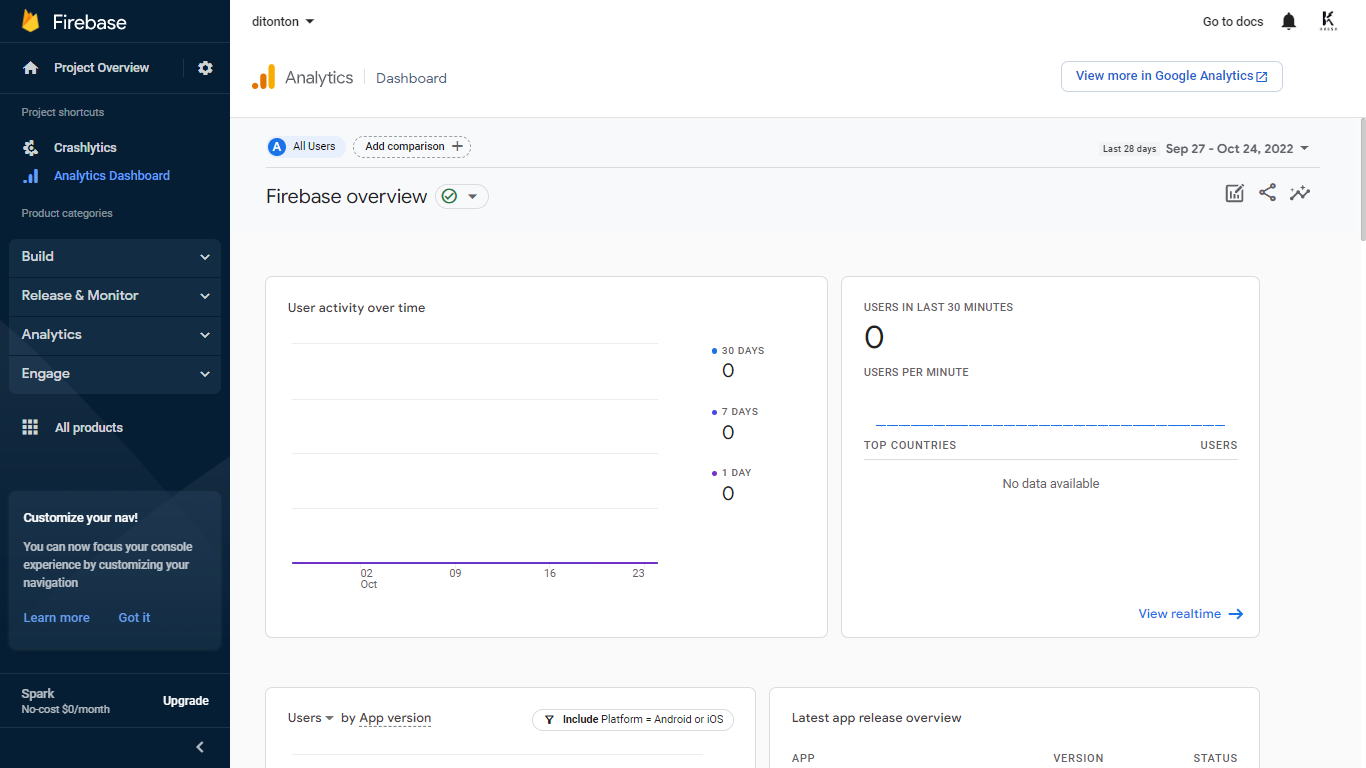 Firebase
ditonton
Go to docs
Project Overview
Analytics
Dashboard
View more in Google Analytics
Project shortcuts
Crashlytics
Analytics Dashboard
Product categories
Build
Release & Monitor
Analytics
Engage
All products
Customize your nav!
You can now focus your console
experience by customizing your
navigation
Learn more
Got it
Spark
No-cost $0/month
Upgrade
A
All Users
Add comparison
Last 28 days
Sep 27 - Oct 24, 2022
Firebase overview
User activity over time
30 DAYS
0
7 DAYS
0
1 DAY
0
02
Oct
09
16
23
USERS IN LAST 30 MINUTES
0
USERS PER MINUTE
TOP COUNTRIES
USERS
No data available
View realtime
Users by App version
Include Platform = Android or iOS
Latest app release overview
APP
VERSION
STATUS